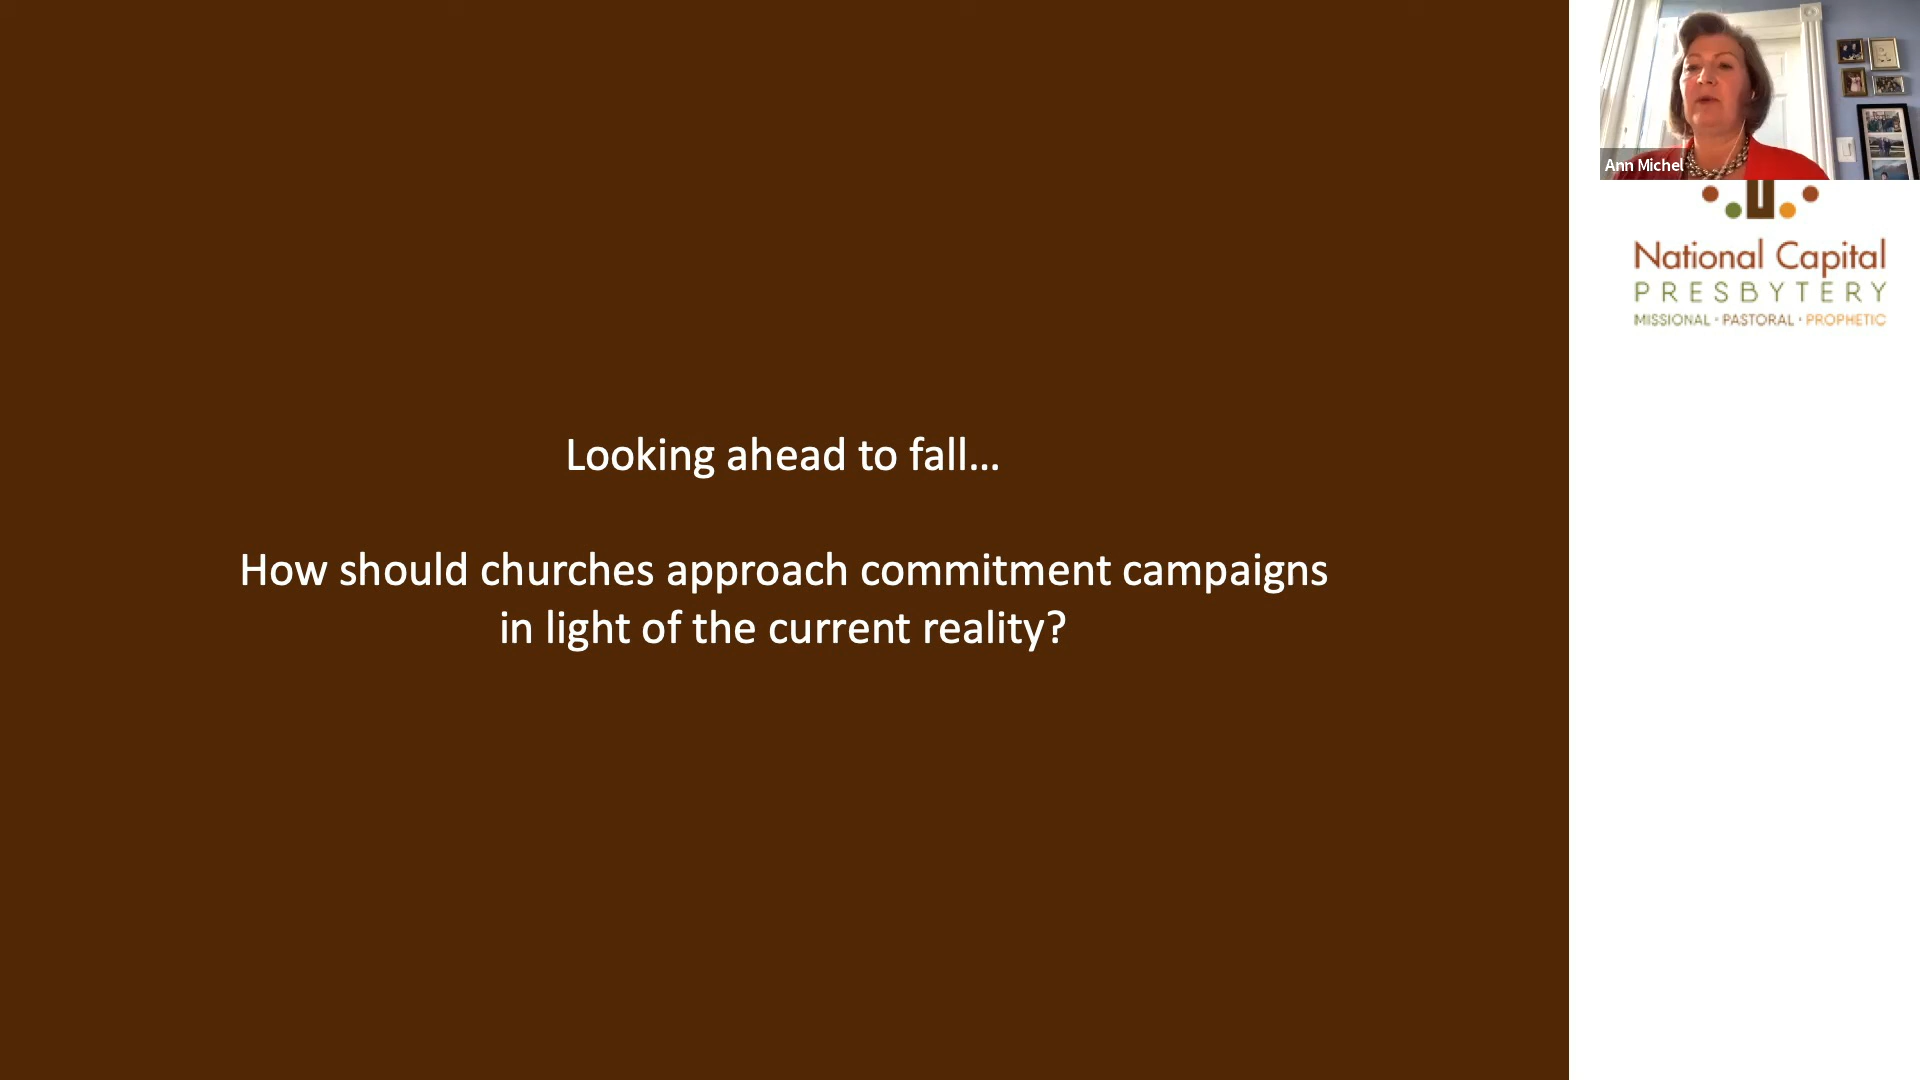 Looking ahead to fall...
How should churches approach commitment campaigns
in light of the current reality?
Ann Michel
National Capital
PRESBYTERY
MISSIONAL • PASTORAL • PROPHETIC